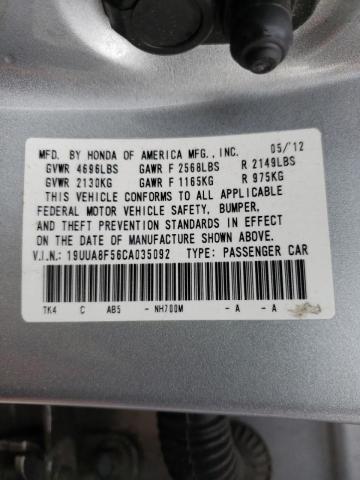 MFD. BY HONDA OF AMERICA MFG., INC. 05/'12
GVWR 4696LBS GAWR F 2568LBS R 2149LBS
GVWR 2130KG GAWR F 1165KG R 975KG
THIS VEHICLE CONFORMS TO ALL APPLICABLE
FEDERAL MOTOR VEHICLE SAFETY, BUMPER,
AND THEFT PREVENTION STANDARDS IN EFFECT
ON THE DATE OF MANUFACTURE SHOWN ABOVE.
V.I.N.: 19UUA8F56CA035092 TYPE: PASSENGER CAR
TK4 C AB5 - NH700M - A - A